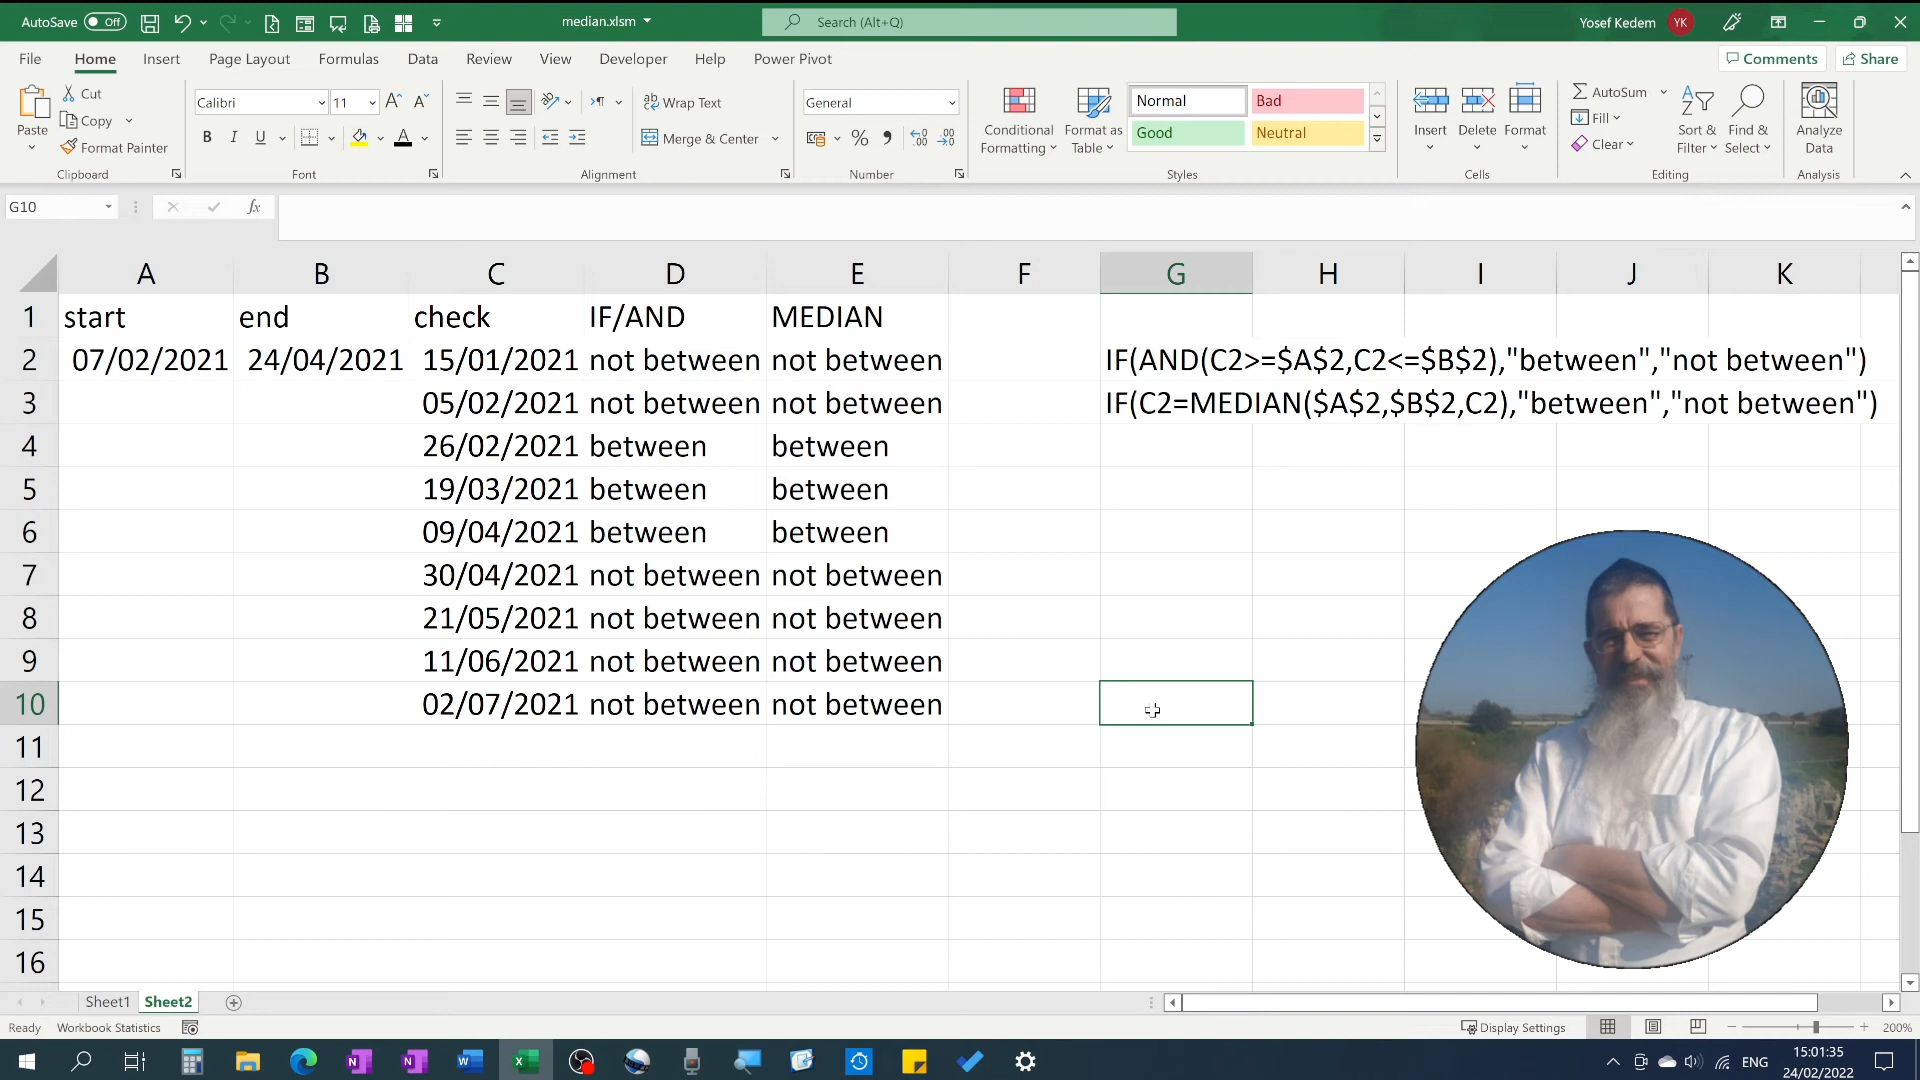 AutoSave Off median.xlsm Search (Alt+Q) Yosef Kedem YK
File Home Insert Page Layout Formulas Data Review View Developer Help Power Pivot Comments Share
Paste Cut Copy Format Painter Clipboard
Calibri 11 B I U A Font
ab Wrap Text Merge & Center Alignment
General % Number
Conditional Formatting Format as Table Normal Bad Good Neutral Styles
Insert Delete Format Cells
AutoSum Fill Clear Sort & Filter Find & Select Editing
Analyze Data Analysis
G10 fx
A B C D E F G H I J K
1 start end check IF/AND MEDIAN
2 07/02/2021 24/04/2021 15/01/2021 not between not between IF(AND(C2>=$A$2,C2<=$B$2),"between","not between")
3 05/02/2021 not between not between IF(C2=MEDIAN($A$2,$B$2,C2),"between","not between")
4 26/02/2021 between between
5 19/03/2021 between between
6 09/04/2021 between between
7 30/04/2021 not between not between
8 21/05/2021 not between not between
9 11/06/2021 not between not between
10 02/07/2021 not between not between
11
12
13
14
15
16
Sheet1 Sheet2
Ready Workbook Statistics Display Settings 200%
ENG 15:01:35
24/02/2022